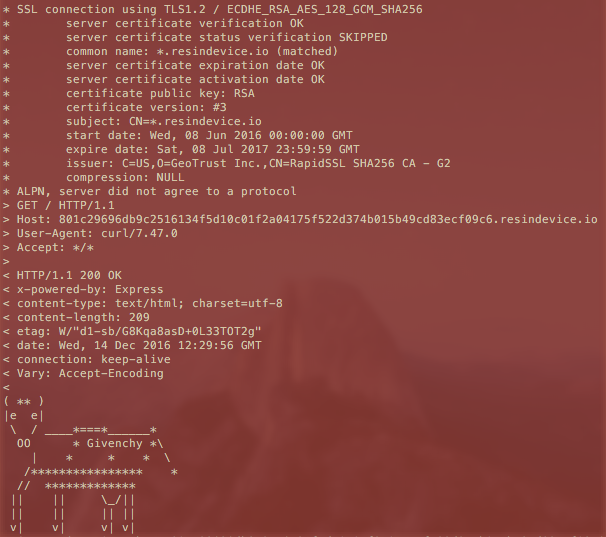 * SSL connection using TLS1.2 / ECDHE_RSA_AES_128_GCM_SHA256
*        server certificate verification OK
*        server certificate status verification SKIPPED
*        common name: *.resindevice.io (matched)
*        server certificate expiration date OK
*        server certificate activation date OK
*        certificate public key: RSA
*        certificate version: #3
*        subject: CN=*.resindevice.io
*        start date: Wed, 08 Jun 2016 00:00:00 GMT
*        expire date: Sat, 08 Jul 2017 23:59:59 GMT
*        issuer: C=US,O=GeoTrust Inc.,CN=RapidSSL SHA256 CA - G2
*        compression: NULL
* ALPN, server did not agree to a protocol
> GET / HTTP/1.1
> Host: 801c29696db9c2516134f5d10c01f2a04175f522d374b015b49cd83ecf09c6.resindevice.io
> User-Agent: curl/7.47.0
> Accept: */*
>
< HTTP/1.1 200 OK
< x-powered-by: Express
< content-type: text/html; charset=utf-8
< content-length: 209
< etag: W/"d1-sb/G8Kqa8asD+0L33TOT2g"
< date: Wed, 14 Dec 2016 12:29:56 GMT
< connection: keep-alive
< Vary: Accept-Encoding
<
( ** )
|e  e|
 \  / ____*===*______*
  OO      * Givenchy *\
    |    *     *    *  \
   /****************    *
  //  *************
 ||    ||     \_/||
 ||    ||     || ||
 v|    v|     v| v|